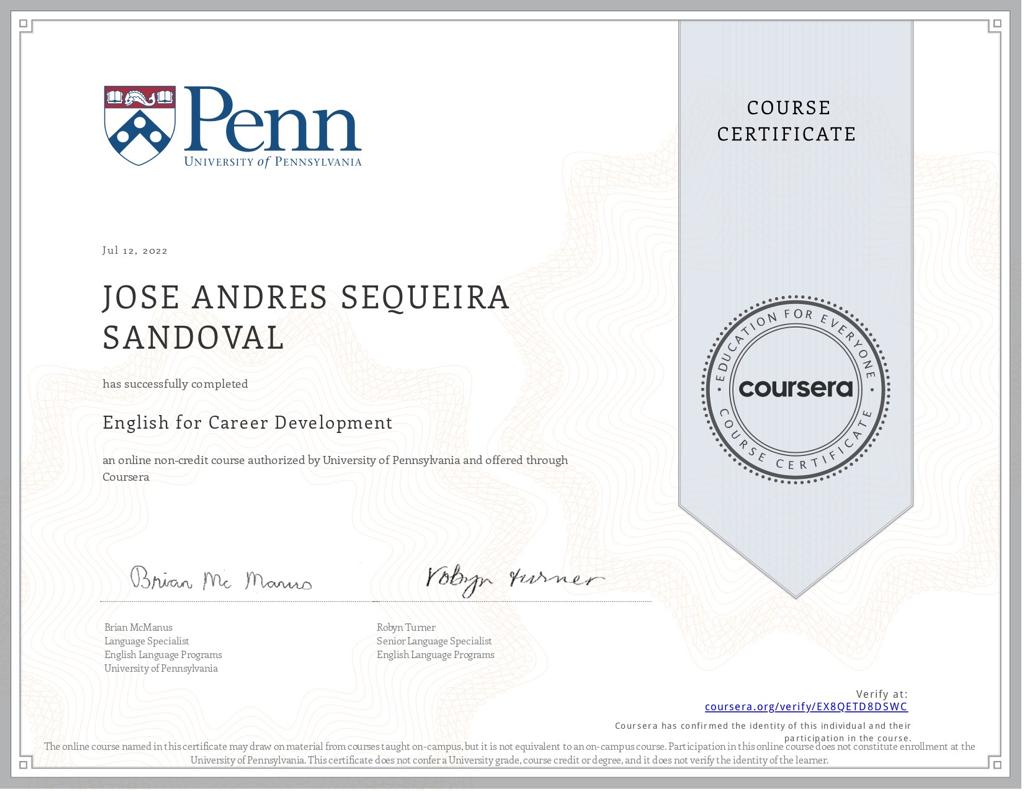 Penn
UNIVERSITY of PENNSYLVANIA
COURSE
CERTIFICATE
Jul 12, 2022
JOSE ANDRES SEQUEIRA
SANDOVAL
has successfully completed
English for Career Development
an online non-credit course authorized by University of Pennsylvania and offered through
Coursera
EDUCATION FOR EVERYONE
coursera
COURSE CERTIFICATE
Brian Mc Manus
Robyn turner
Brian McManus
Language Specialist
English Language Programs
University of Pennsylvania
Robyn Turner
Senior Language Specialist
English Language Programs
Verify at:
coursera.org/verify/EX8QETD8DSWC
Coursera has confirmed the identity of this individual and their
participation in the course.
The online course named in this certificate may draw on material from courses taught on-campus, but it is not equivalent to an on-campus course. Participation in this online course does not constitute enrollment at the
University of Pennsylvania. This certificate does not confer a University grade, course credit or degree, and it does not verify the identity of the learner.